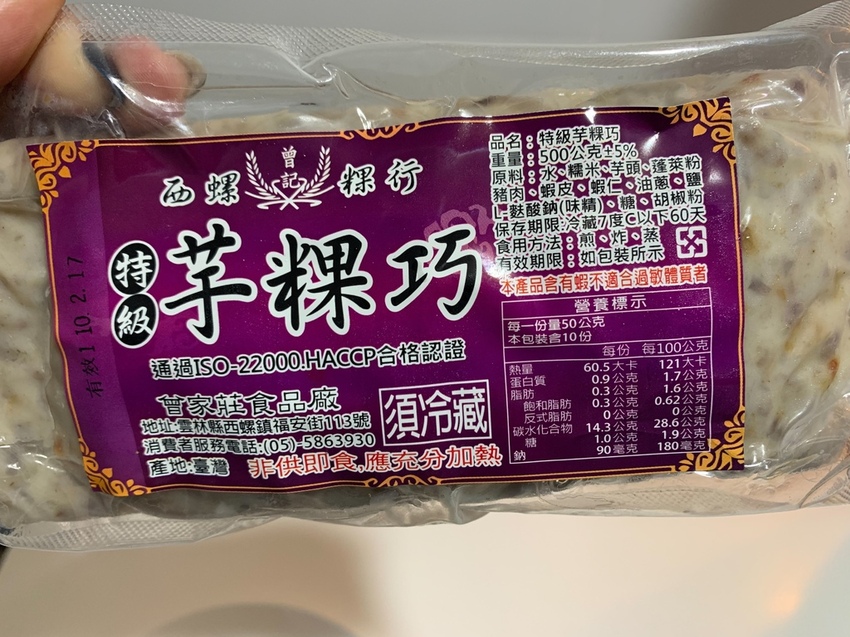 西螺 曾記 粿行
特級 芋粿巧
通過ISO-22000.HACCP合格認證
曾家莊食品廠
地址:雲林縣西螺鎮福安街113號
消費者服務電話:(05)-5863930
產地:臺灣
須冷藏
非供即食,應充分加熱
有效110.2.17
品名:特級芋粿巧
重量:500公克±5%
原料:水、糯米、芋頭、蓬萊粉
豬肉、蝦皮、蝦仁、油蔥、鹽
L-麩酸鈉(味精)、糖、胡椒粉
保存期限:冷藏7度C以下60天
食用方法:煎、炸、蒸
有效期限:如包裝所示
本產品含有蝦不適合過敏體質者
營養標示
每一份量50公克
本包裝含10份
每份 每100公克
熱量 60.5大卡 121大卡
蛋白質 0.9公克 1.7公克
脂肪 0.3公克 1.6公克
飽和脂肪 0.3公克 0.62公克
反式脂肪 0公克 0公克
碳水化合物 14.3公克 28.6公克
糖 1.0公克 1.9公克
鈉 90毫克 180毫克